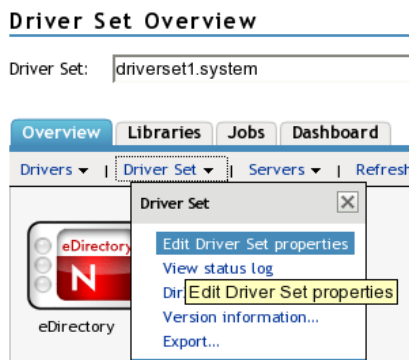 Driver Set Overview
Driver Set: driverset1.system
Overview Libraries Jobs Dashboard
Drivers | Driver Set | Servers | Refresh
Driver Set
eDirectory
N
Edit Driver Set properties
View status log
Edit Driver Set properties
Version information...
Export...
eDirectory